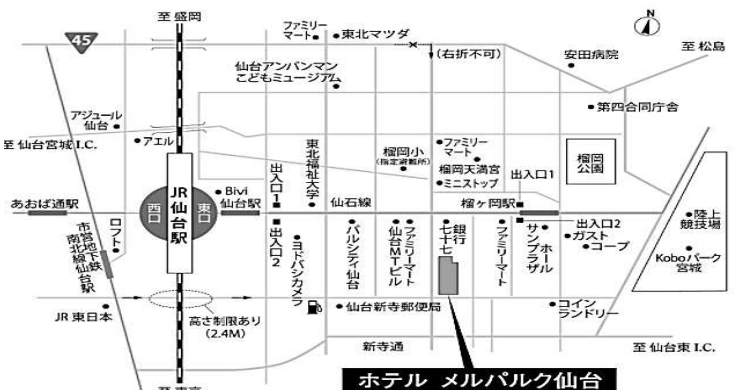 至 盛岡
N
45
ファミリー
マート
東北マツダ
(右折不可)
安田病院
至 松島
仙台アンパンマン
こどもミュージアム
第四合同庁舎
アジュール
仙台
アエル
至 仙台宮城 I.C.
東北福祉大学
榴岡小
(指定避難所)
ファミリー
マート
榴岡天満宮
ミニストップ
出入口1
榴岡
公園
Bivi
出入口1
あおば通駅
西口
JR仙台駅
東口
仙台駅
仙石線
榴ヶ岡駅
出入口2
陸上
競技場
ロフト
市営地下鉄
南北線仙台駅
出入口2
ヨドバシカメラ
パルシティ仙台
仙台MTビル
ファミリーマート
七十七
銀行
ファミリーマート
サンプラザ
ホール
ガスト
コープ
Koboパーク
宮城
JR 東日本
高さ制限あり
(2.4M)
仙台新寺郵便局
コイン
ランドリー
新寺通
至 仙台東 I.C.
ホテル メルパルク仙台